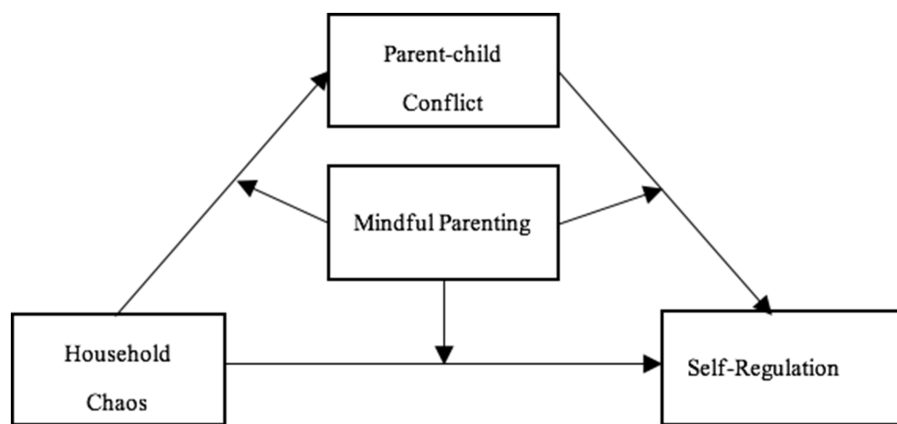 Parent-child
Conflict
Mindful Parenting
Household
Chaos
Self-Regulation